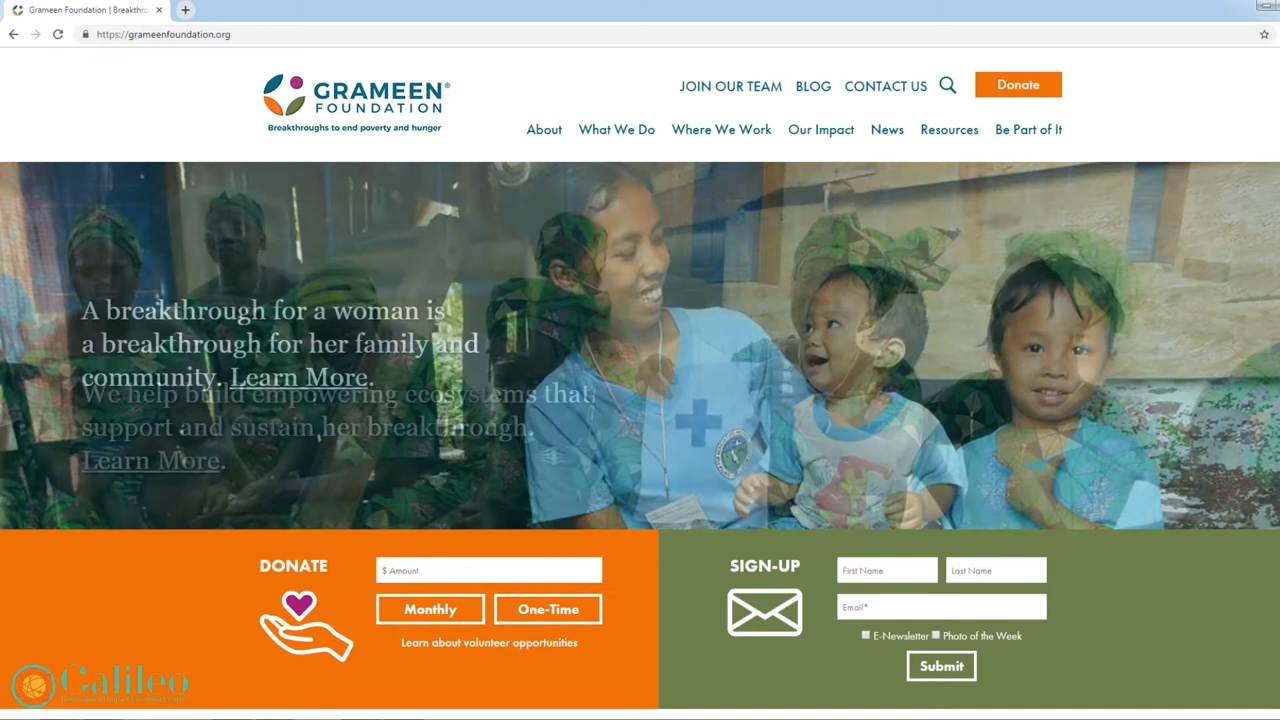 Grameen Foundation | Breakthro
https://grameenfoundation.org
GRAMEEN®
FOUNDATION
Breakthroughs to end poverty and hunger
JOIN OUR TEAM BLOG CONTACT US
Donate
About What We Do Where We Work Our Impact News Resources Be Part of It
A breakthrough for a woman is
a breakthrough for her family and
community. Learn More.
We help build empowering ecosystems that
support and sustain her breakthrough.
Learn More.
DONATE
$ Amount
Monthly One-Time
Learn about volunteer opportunities
SIGN-UP
First Name Last Name
Email*
E-Newsletter Photo of the Week
Submit
Galileo